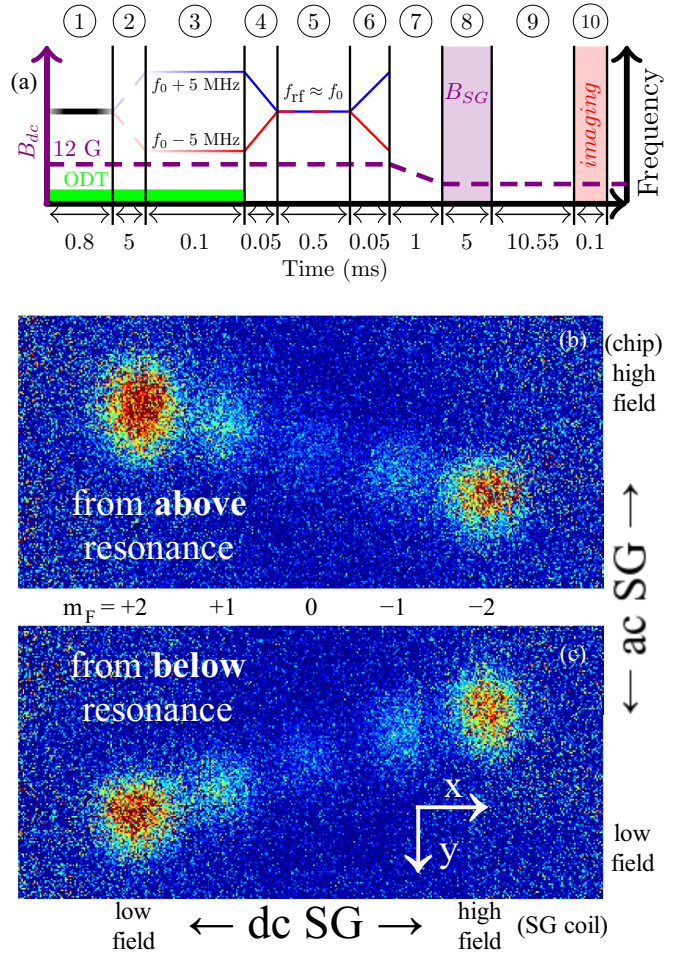 ① ② ③ ④ ⑤ ⑥ ⑦ ⑧ ⑨ ⑩
(a)
B_dc
12 G
ODT
f₀ + 5 MHz
f₀ − 5 MHz
f_rf ≈ f₀
B_SG
imaging
Frequency
0.8 5 0.1 0.05 0.5 0.05 1 5 10.55 0.1
Time (ms)
(b)
from above
resonance
(chip)
high
field
m_F = +2 +1 0 −1 −2
← ac SG →
from below
resonance
(c)
x
y
low
field
low
field
← dc SG →
high
field
(SG coil)